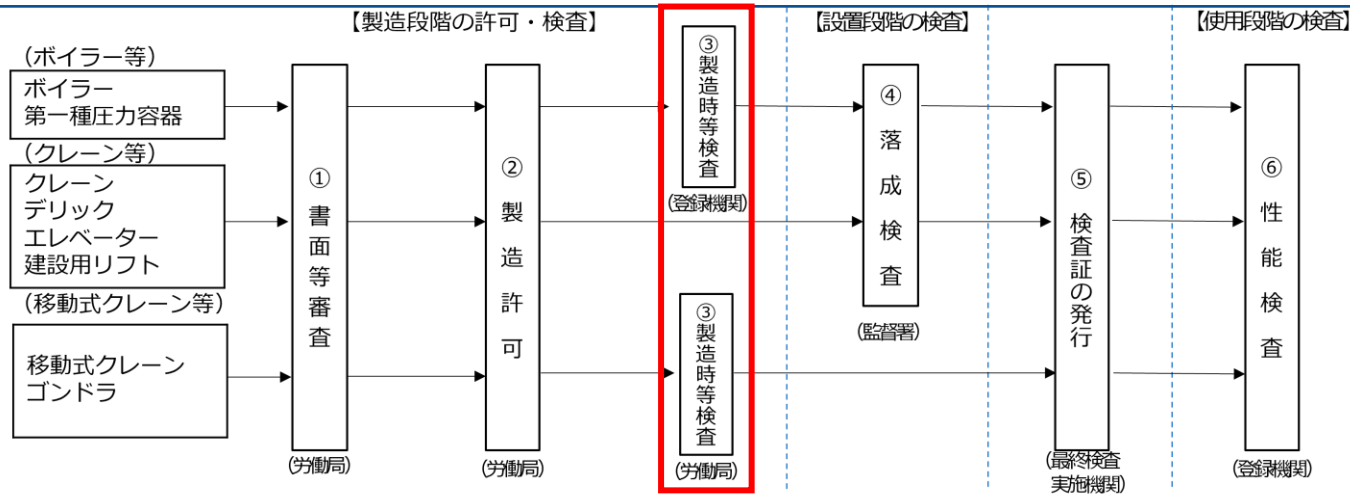 【製造段階の許可・検査】
【設置段階の検査】
【使用段階の検査】
(ボイラー等)
ボイラー
第一種圧力容器
(クレーン等)
クレーン
デリック
エレベーター
建設用リフト
(移動式クレーン等)
移動式クレーン
ゴンドラ
①書面等審査
(労働局)
②製造許可
(労働局)
③製造時等検査
(登録機関)
③製造時等検査
(労働局)
④落成検査
(監督署)
⑤検査証の発行
(最終検査
実施機関)
⑥性能検査
(登録機関)